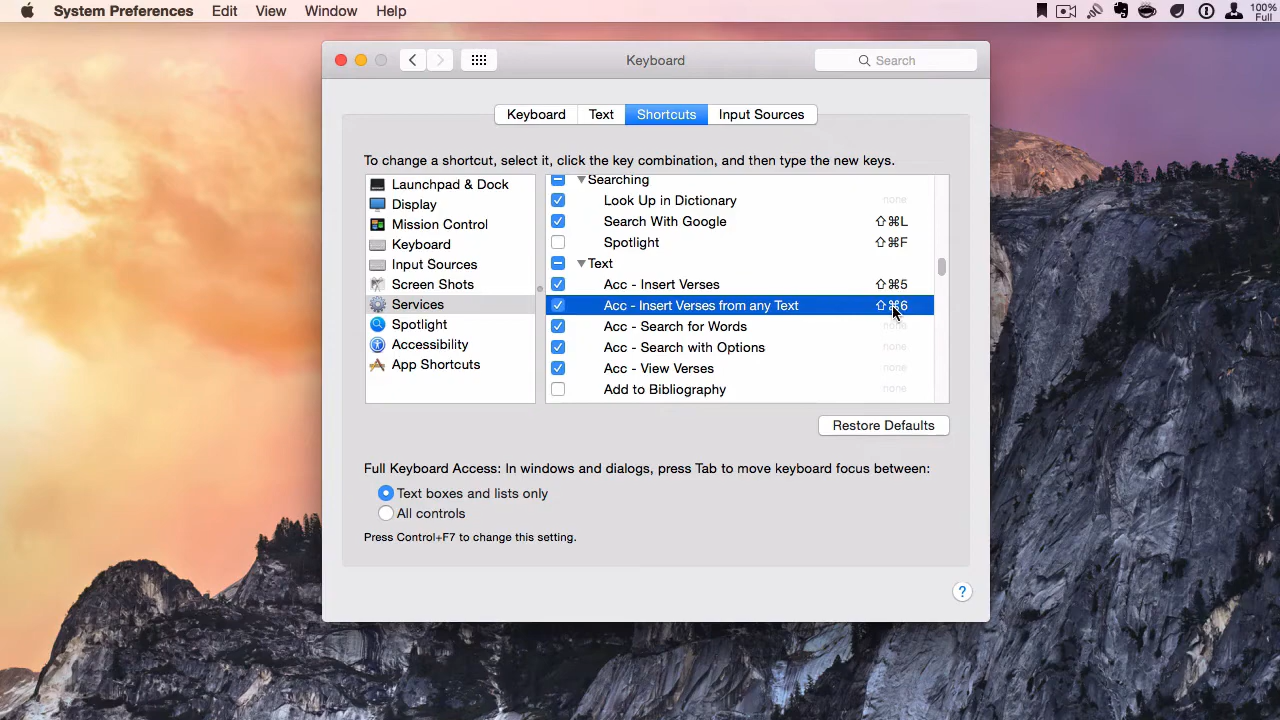 System Preferences Edit View Window Help 100% Full
Keyboard
Search
Keyboard Text Shortcuts Input Sources
To change a shortcut, select it, click the key combination, and then type the new keys.
Launchpad & Dock
Display
Mission Control
Keyboard
Input Sources
Screen Shots
Services
Spotlight
Accessibility
App Shortcuts
Searching
Look Up in Dictionary none
Search With Google ⇧⌘L
Spotlight ⇧⌘F
Text
Acc - Insert Verses ⇧⌘5
Acc - Insert Verses from any Text ⇧⌘6
Acc - Search for Words none
Acc - Search with Options none
Acc - View Verses none
Add to Bibliography none
Restore Defaults
Full Keyboard Access: In windows and dialogs, press Tab to move keyboard focus between:
Text boxes and lists only
All controls
Press Control+F7 to change this setting.
?